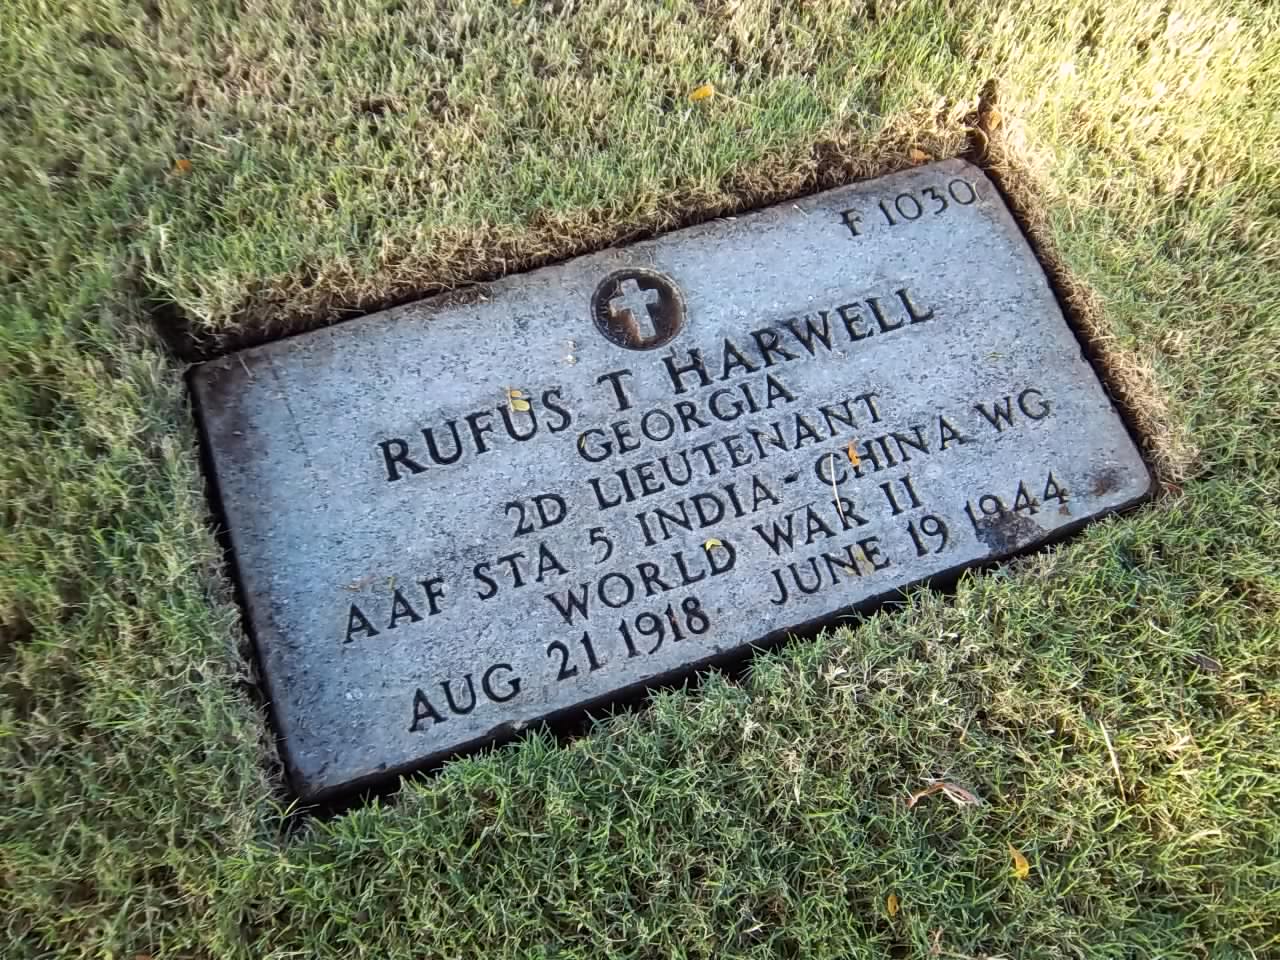 F 1030
RUFUS T HARWELL
GEORGIA
2D LIEUTENANT
AAF STA 5 INDIA-CHINA WG
WORLD WAR II
AUG 21 1918 JUNE 19 1944